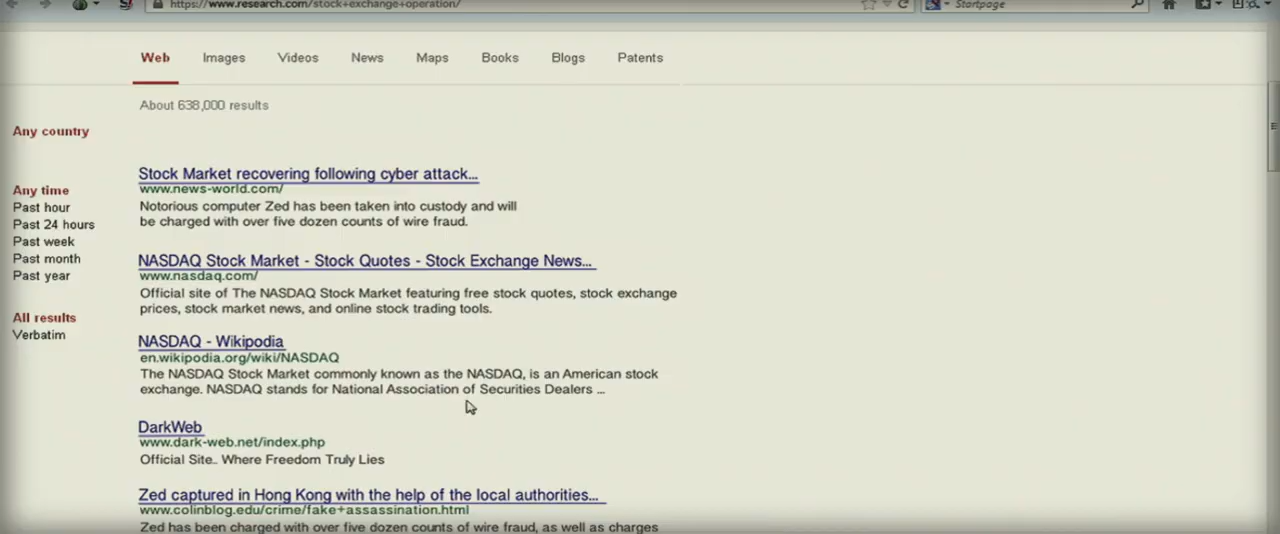 https://www.research.com/stock+exchange+operation/
Startpage
Web Images Videos News Maps Books Blogs Patents
About 638,000 results
Any country
Any time
Past hour
Past 24 hours
Past week
Past month
Past year
All results
Verbatim
Stock Market recovering following cyber attack...
www.news-world.com/
Notorious computer Zed has been taken into custody and will
be charged with over five dozen counts of wire fraud.
NASDAQ Stock Market - Stock Quotes - Stock Exchange News...
www.nasdaq.com/
Official site of The NASDAQ Stock Market featuring free stock quotes, stock exchange
prices, stock market news, and online stock trading tools.
NASDAQ - Wikipodia
en.wikipodia.org/wiki/NASDAQ
The NASDAQ Stock Market commonly known as the NASDAQ, is an American stock
exchange. NASDAQ stands for National Association of Securities Dealers ...
DarkWeb
www.dark-web.net/index.php
Official Site.. Where Freedom Truly Lies
Zed captured in Hong Kong with the help of the local authorities...
www.colinblog.edu/crime/fake+assassination.html
Zed has been charged with over five dozen counts of wire fraud, as well as charges